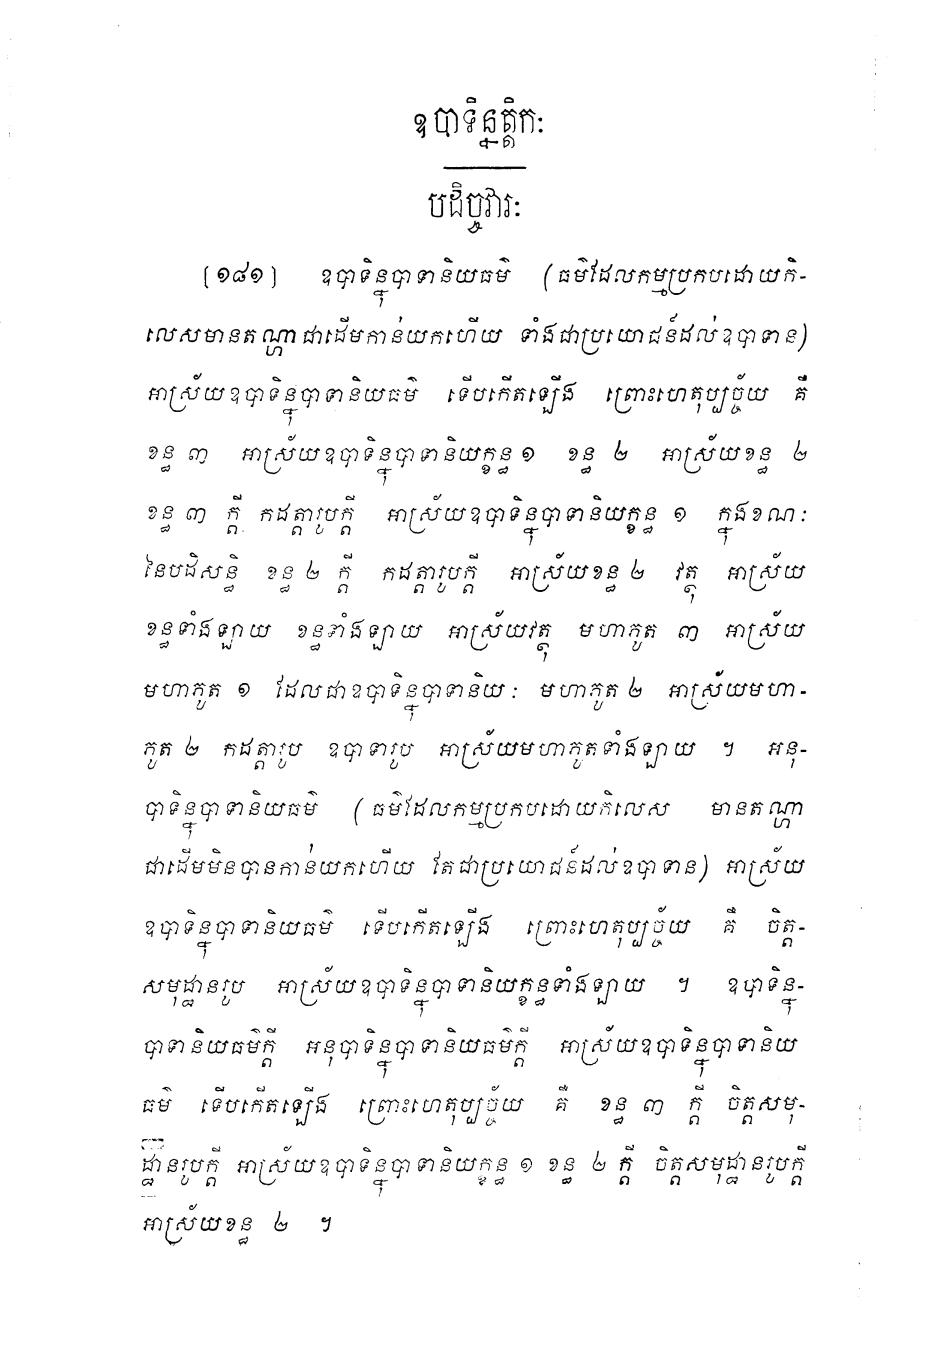 ឧបាទិន្នត្តិកៈ
បដិច្ចវារៈ
[១៨១] ឧបាទិន្នុបាទានិយធម៌ (ធម៌ដែលកម្មប្រកបដោយកិ-
លេសមានតណ្ហាជាដើមកាន់យកហើយ ទាំងជាប្រយោជន៍ដល់ឧបាទាន)
អាស្រ័យឧបាទិន្នុបាទានិយធម៌ ទើបកើតឡើង ព្រោះហេតុប្បច្ច័យ គឺ
ខន្ធ ៣ អាស្រ័យឧបាទិន្នុបាទានិយក្ខន្ធ ១ ខន្ធ ២ អាស្រ័យខន្ធ ២
ខន្ធ ៣ ក្តី កដត្តារូបក្តី អាស្រ័យឧបាទិន្នុបាទានិយក្ខន្ធ ១ ក្នុងខណៈ
នៃបដិសន្ធិ ខន្ធ ២ ក្តី កដត្តារូបក្តី អាស្រ័យខន្ធ ២ វត្ថុ អាស្រ័យ
ខន្ធទាំងឡាយ ខន្ធទាំងឡាយ អាស្រ័យវត្ថុ មហាភូត ៣ អាស្រ័យ
មហាភូត ១ ដែលជាឧបាទិន្នុបាទានិយៈ មហាភូត ២ អាស្រ័យមហា-
ភូត ២ កដត្តារូប ឧបាទារូប អាស្រ័យមហាភូតទាំងឡាយ ។ អនុ-
បាទិន្នុបាទានិយធម៌ (ធម៌ដែលកម្មប្រកបដោយកិលេស មានតណ្ហា
ជាដើមមិនបានកាន់យកហើយ តែជាប្រយោជន៍ដល់ឧបាទាន) អាស្រ័យ
ឧបាទិន្នុបាទានិយធម៌ ទើបកើតឡើង ព្រោះហេតុប្បច្ច័យ គឺ ចិត្ត-
សមុដ្ឋានរូប អាស្រ័យឧបាទិន្នុបាទានិយក្ខន្ធទាំងឡាយ ។ ឧបាទិន្នុ-
បាទានិយធម៌ក្តី អនុបាទិន្នុបាទានិយធម៌ក្តី អាស្រ័យឧបាទិន្នុបាទានិយ
ធម៌ ទើបកើតឡើង ព្រោះហេតុប្បច្ច័យ គឺ ខន្ធ ៣ ក្តី ចិត្តសមុ-
ដ្ឋានរូបក្តី អាស្រ័យឧបាទិន្នុបាទានិយក្ខន្ធ ១ ខន្ធ ២ ក្តី ចិត្តសមុដ្ឋានរូបក្តី
អាស្រ័យខន្ធ ២ ។